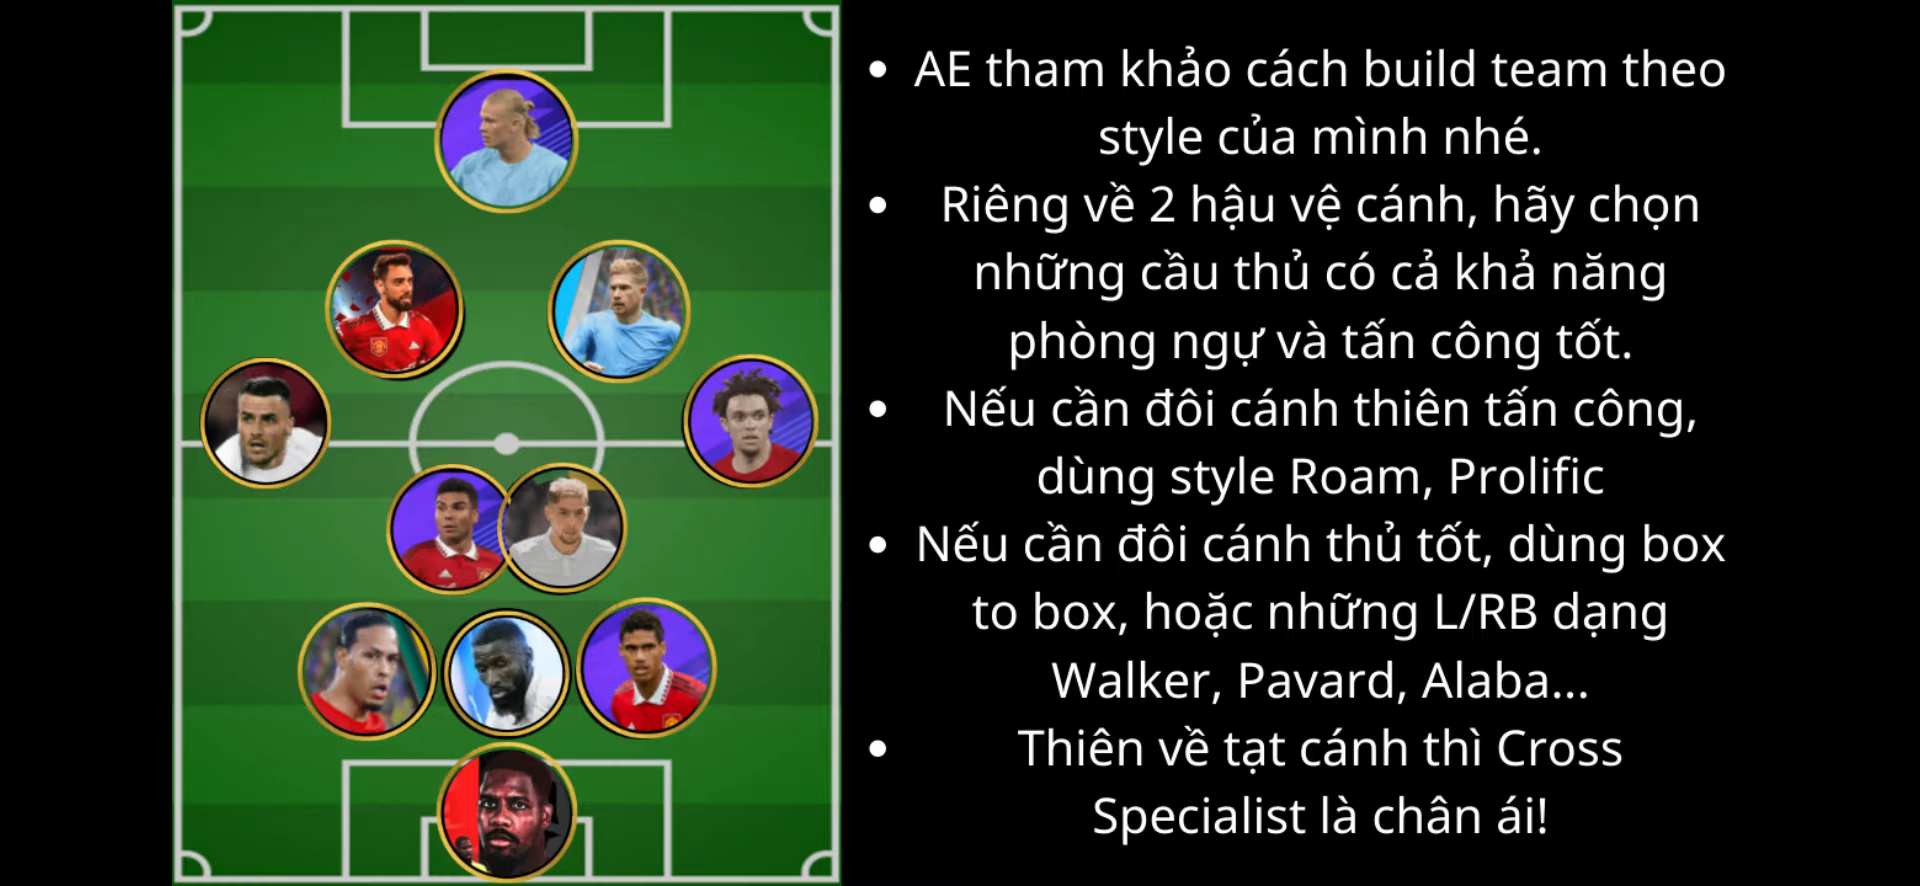 • AE tham khảo cách build team theo
style của mình nhé.
• Riêng về 2 hậu vệ cánh, hãy chọn
những cầu thủ có cả khả năng
phòng ngự và tấn công tốt.
• Nếu cần đôi cánh thiên tấn công,
dùng style Roam, Prolific
• Nếu cần đôi cánh thủ tốt, dùng box
to box, hoặc những L/RB dạng
Walker, Pavard, Alaba...
• Thiên về tạt cánh thì Cross
Specialist là chân ái!